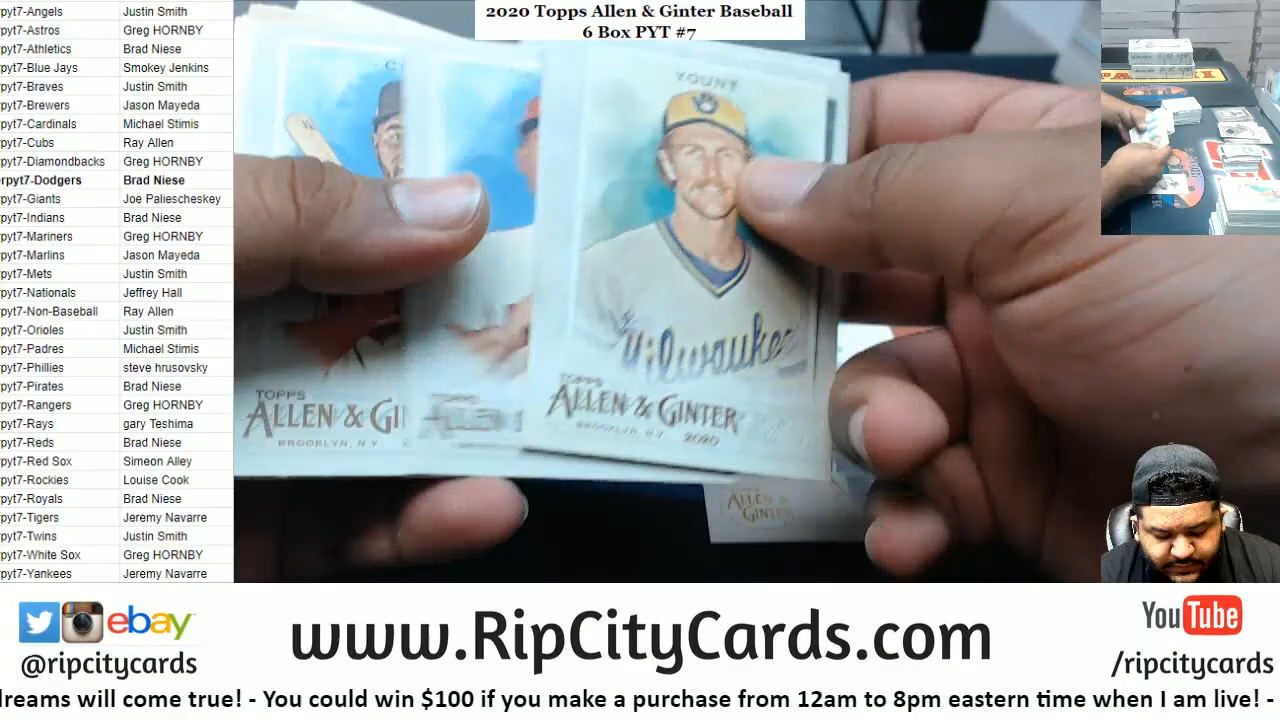 2020 Topps Allen & Ginter Baseball
6 Box PYT #7
pyt7-Angels Justin Smith
pyt7-Astros Greg HORNBY
pyt7-Athletics Brad Niese
pyt7-Blue Jays Smokey Jenkins
pyt7-Braves Justin Smith
pyt7-Brewers Jason Mayeda
pyt7-Cardinals Michael Stimis
pyt7-Cubs Ray Allen
pyt7-Diamondbacks Greg HORNBY
erpyt7-Dodgers Brad Niese
pyt7-Giants Joe Paliescheskey
pyt7-Indians Brad Niese
pyt7-Mariners Greg HORNBY
pyt7-Marlins Jason Mayeda
pyt7-Mets Justin Smith
pyt7-Nationals Jeffrey Hall
pyt7-Non-Baseball Ray Allen
pyt7-Orioles Justin Smith
pyt7-Padres Michael Stimis
pyt7-Phillies steve hrusovsky
pyt7-Pirates Brad Niese
pyt7-Rangers Greg HORNBY
pyt7-Rays gary Teshima
pyt7-Reds Brad Niese
pyt7-Red Sox Simeon Alley
pyt7-Rockies Louise Cook
pyt7-Royals Brad Niese
pyt7-Tigers Jeremy Navarre
pyt7-Twins Justin Smith
pyt7-White Sox Greg HORNBY
pyt7-Yankees Jeremy Navarre
YOUNT
Milwaukee
TOPPS
ALLEN & GINTER
BROOKLYN, N.Y. 2020
TOPPS
ALLEN & GI
BROOKLYN, N.Y.
ALLEN
ALLEN &
GINTER
ebay
@ripcitycards
www.RipCityCards.com
YouTube
/ripcitycards
dreams will come true! - You could win $100 if you make a purchase from 12am to 8pm eastern time when I am live! -